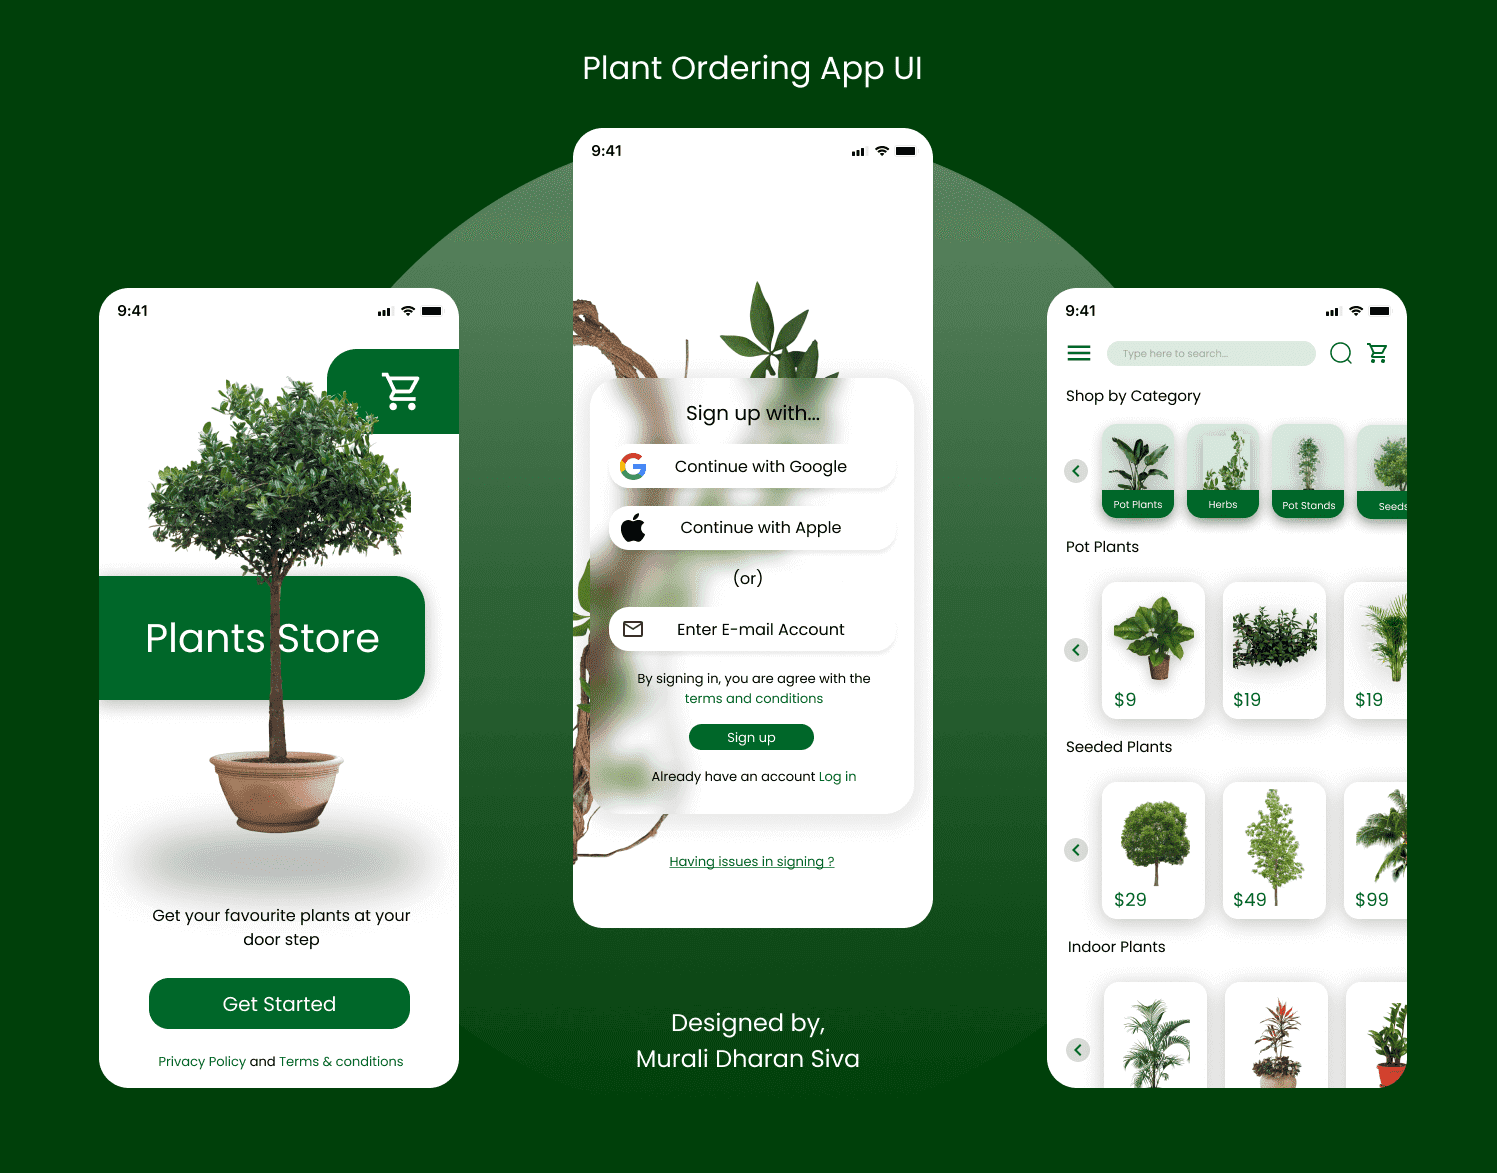 Plant Ordering App UI
9:41
Plants Store
Get your favourite plants at your
door step
Get Started
Privacy Policy and Terms & conditions
9:41
Sign up with...
Continue with Google
Continue with Apple
(or)
Enter E-mail Account
By signing in, you are agree with the
terms and conditions
Sign up
Already have an account Log in
Having issues in signing ?
9:41
Type here to search...
Shop by Category
Pot Plants
Herbs
Pot Stands
Seeds
Pot Plants
$9
$19
$19
Seeded Plants
$29
$49
$99
Indoor Plants
Designed by,
Murali Dharan Siva